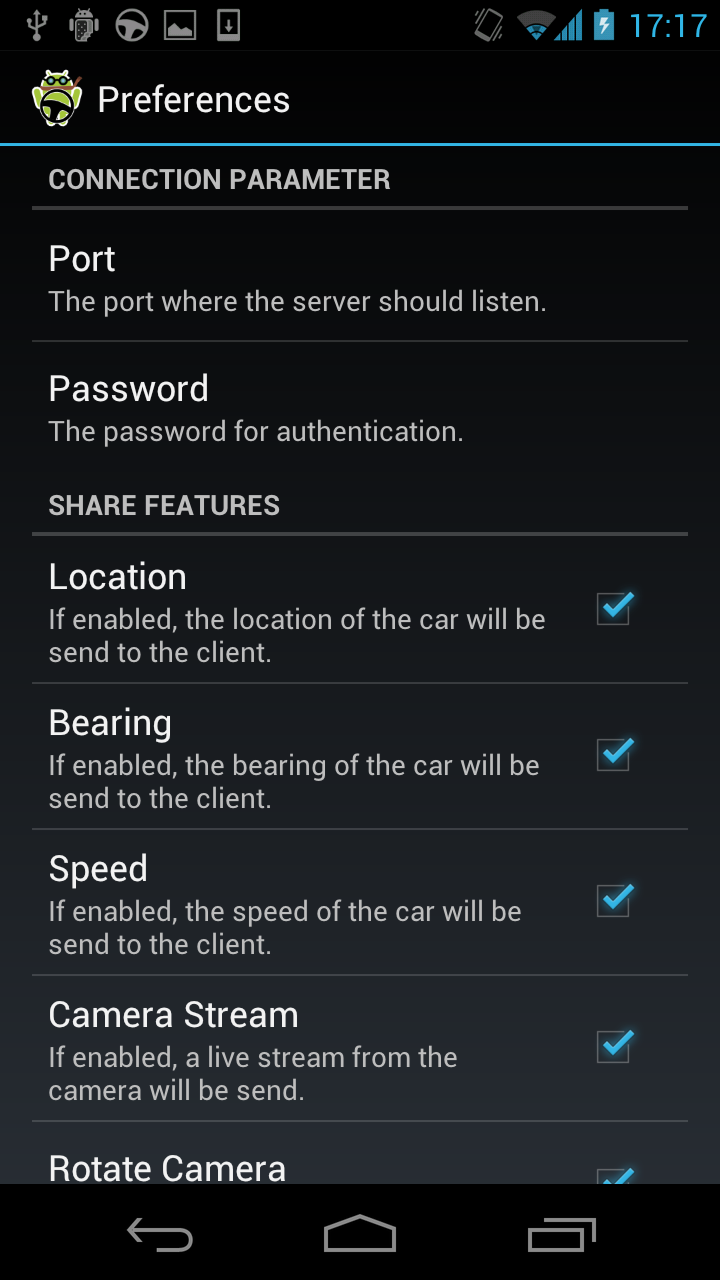 17:17
Preferences
CONNECTION PARAMETER
Port
The port where the server should listen.
Password
The password for authentication.
SHARE FEATURES
Location
If enabled, the location of the car will be
send to the client.
Bearing
If enabled, the bearing of the car will be
send to the client.
Speed
If enabled, the speed of the car will be
send to the client.
Camera Stream
If enabled, a live stream from the
camera will be send.
Rotate Camera